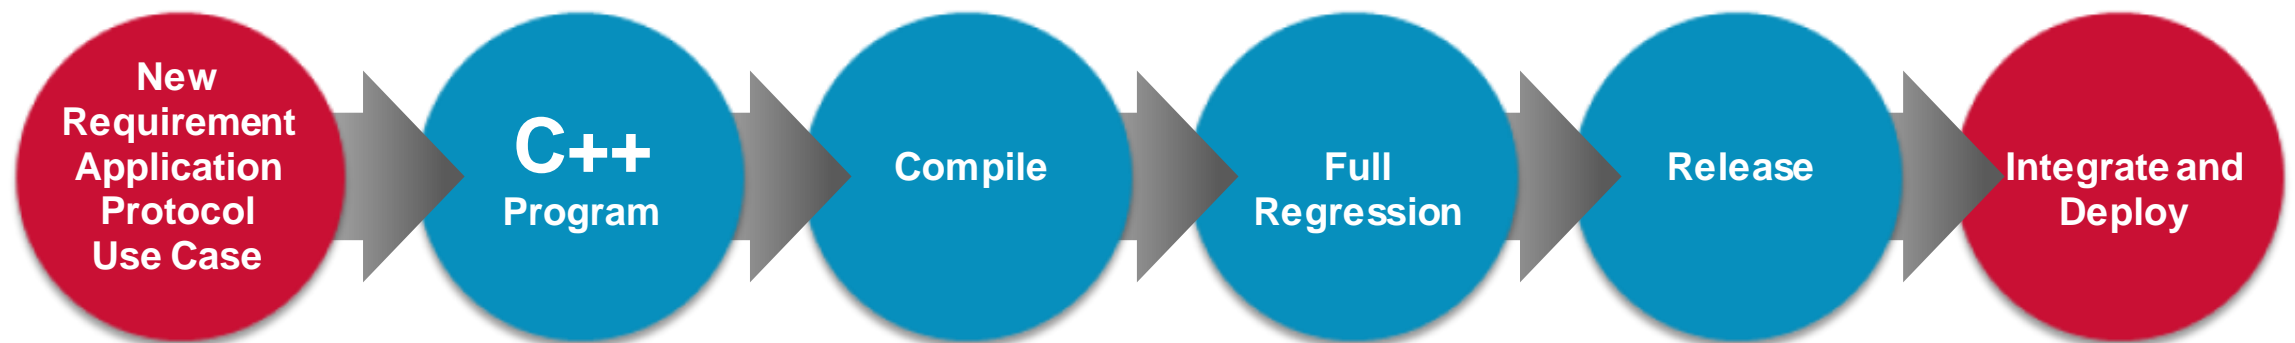 New
Requirement
Application
Protocol
Use Case
C++
Program
Compile
Full
Regression
Release
Integrate and
Deploy